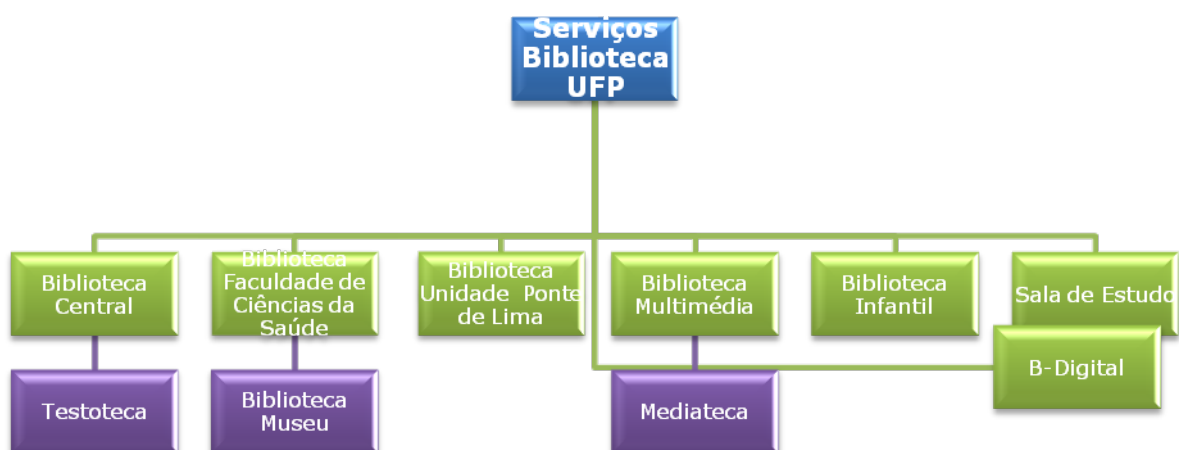 Serviços
Biblioteca
UFP
Biblioteca
Central
Biblioteca
Faculdade de
Ciências da
Saúde
Biblioteca
Unidade Ponte
de Lima
Biblioteca
Multimédia
Biblioteca
Infantil
Sala de Estudo
B-Digital
Testoteca
Biblioteca
Museu
Mediateca